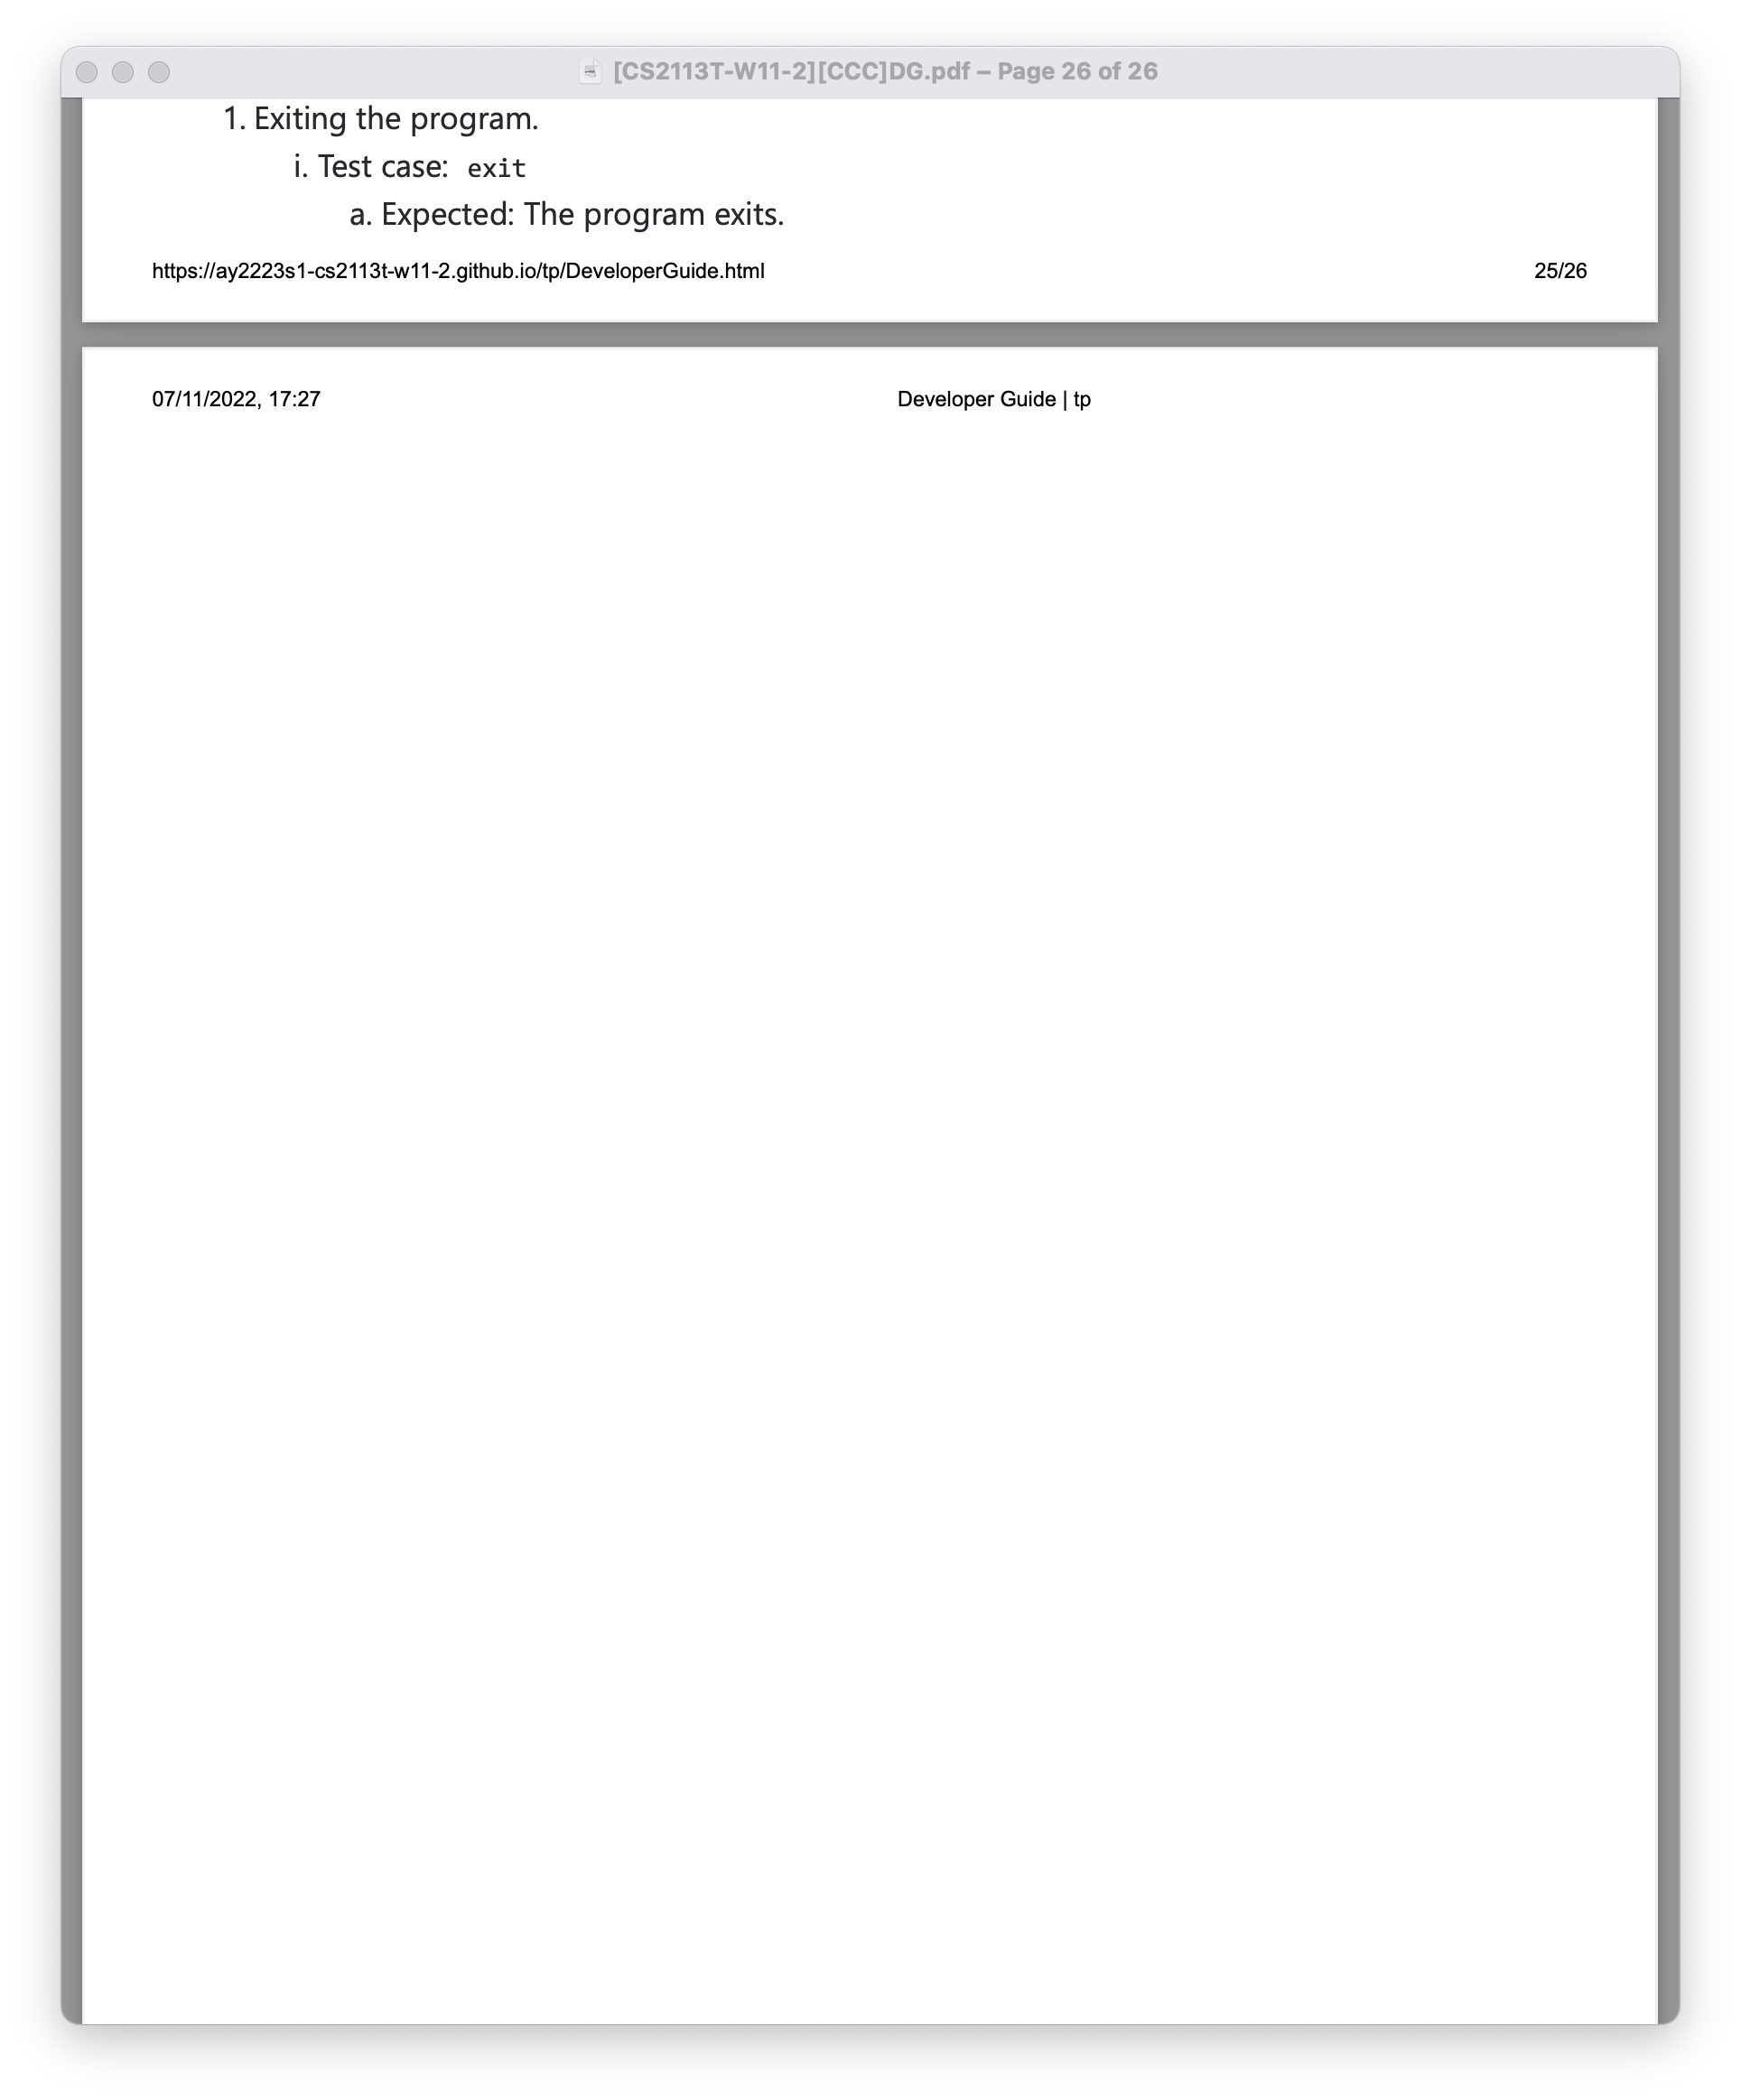 [CS2113T-W11-2][CCC]DG.pdf – Page 26 of 26
1. Exiting the program.
i. Test case: exit
a. Expected: The program exits.
https://ay2223s1-cs2113t-w11-2.github.io/tp/DeveloperGuide.html 25/26
07/11/2022, 17:27 Developer Guide | tp